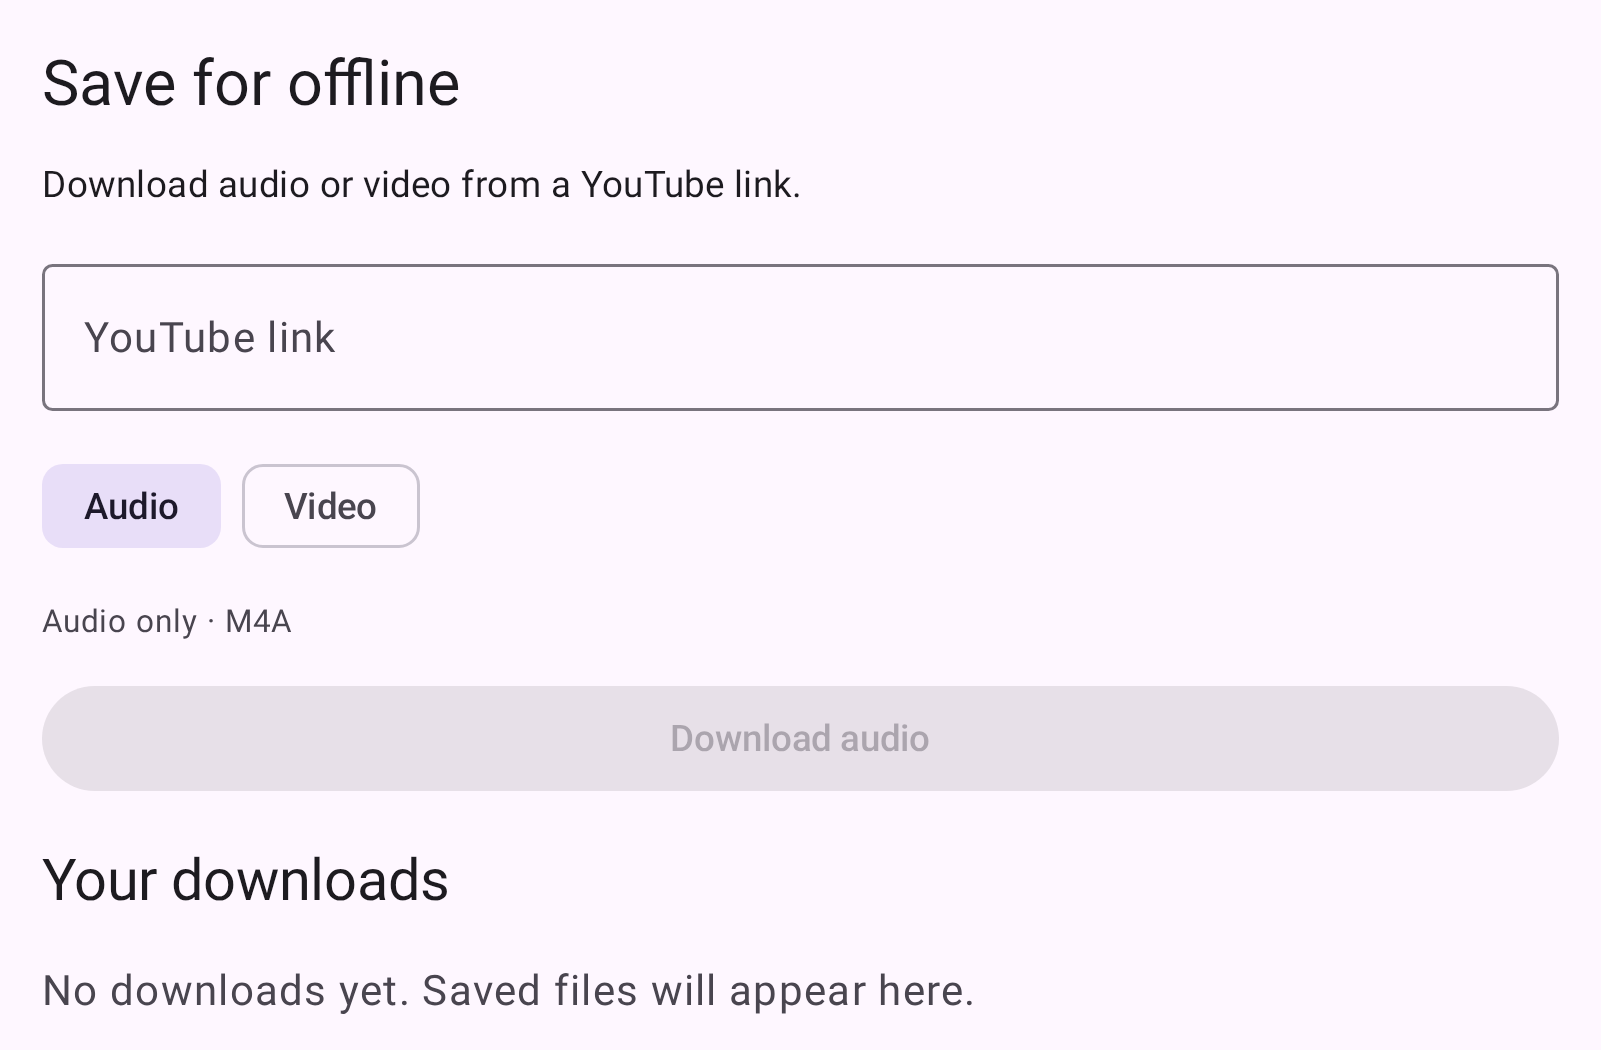 Save for offline
Download audio or video from a YouTube link.
YouTube link
Audio
Video
Audio only · M4A
Download audio
Your downloads
No downloads yet. Saved files will appear here.